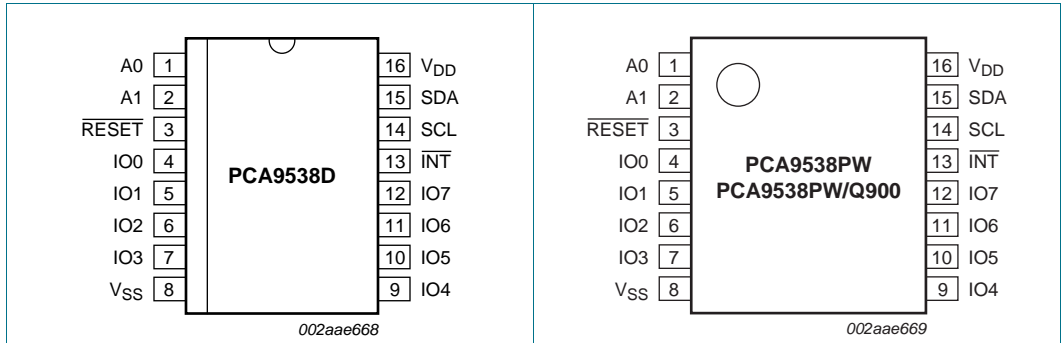 A0 1
A1 2
RESET 3
IO0 4
IO1 5
IO2 6
IO3 7
VSS 8
PCA9538D
16 VDD
15 SDA
14 SCL
13 INT
12 IO7
11 IO6
10 IO5
9 IO4
002aae668
A0 1
A1 2
RESET 3
IO0 4
IO1 5
IO2 6
IO3 7
VSS 8
PCA9538PW
PCA9538PW/Q900
16 VDD
15 SDA
14 SCL
13 INT
12 IO7
11 IO6
10 IO5
9 IO4
002aae669